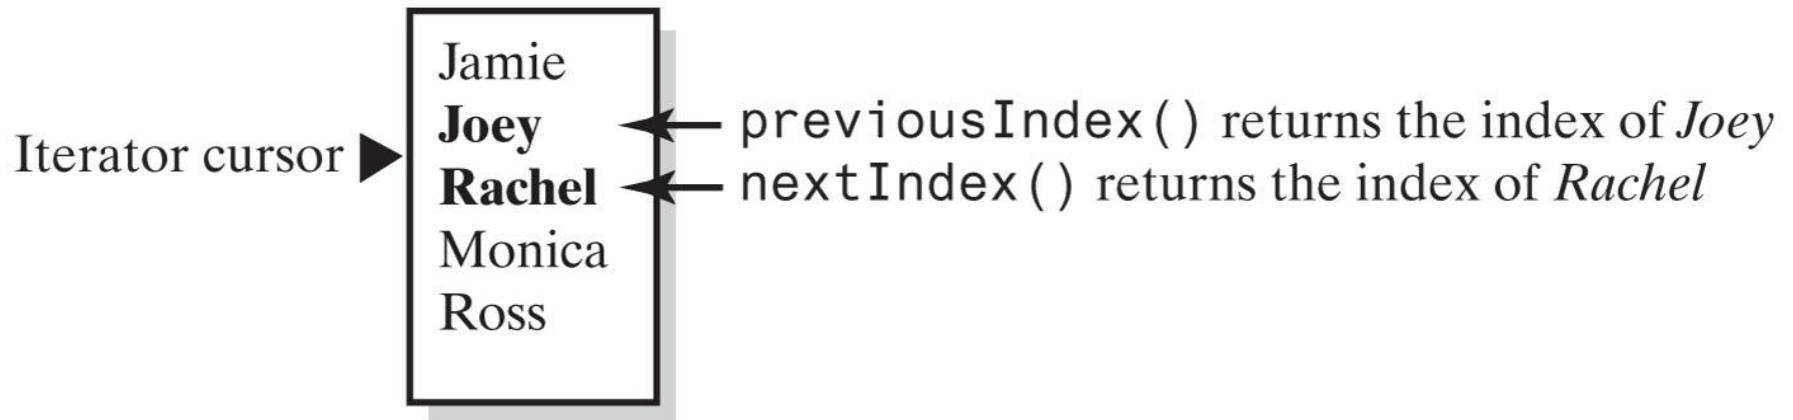 Jamie
Joey
previousIndex() returns the index of Joey
Iterator cursor
Rachel
nextIndex() returns the index of Rachel
Monica
Ross